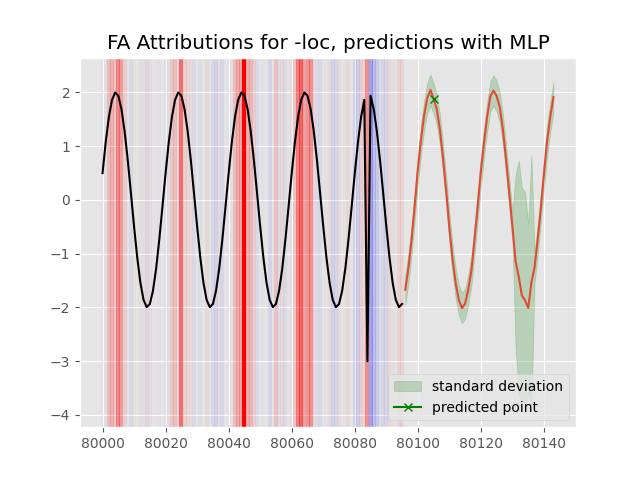 FA Attributions for -loc, predictions with MLP
2
1
0
−1
−2
−3
−4
standard deviation
predicted point
80000 80020 80040 80060 80080 80100 80120 80140